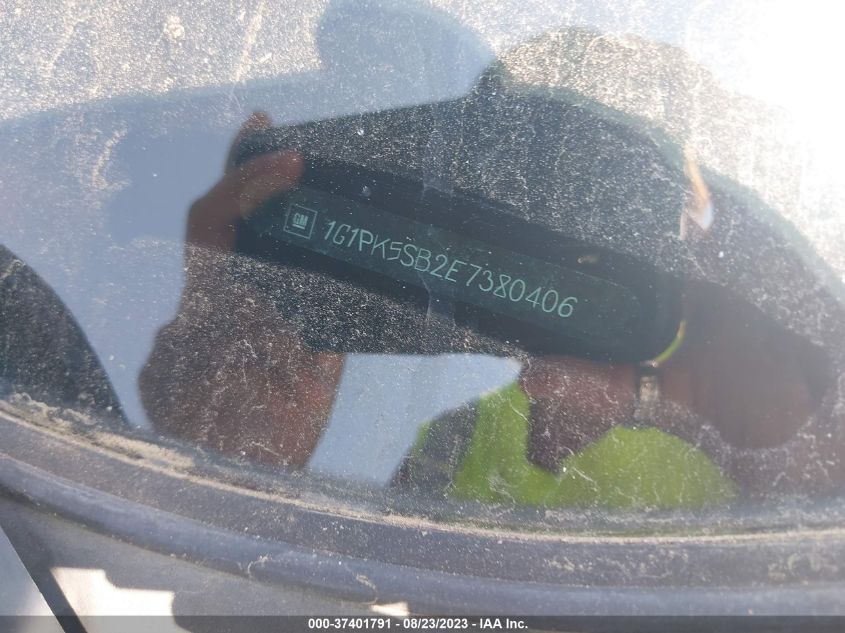 GM 1G1PK5SB2E7380406
000-37401791 - 08/23/2023 - IAA Inc.